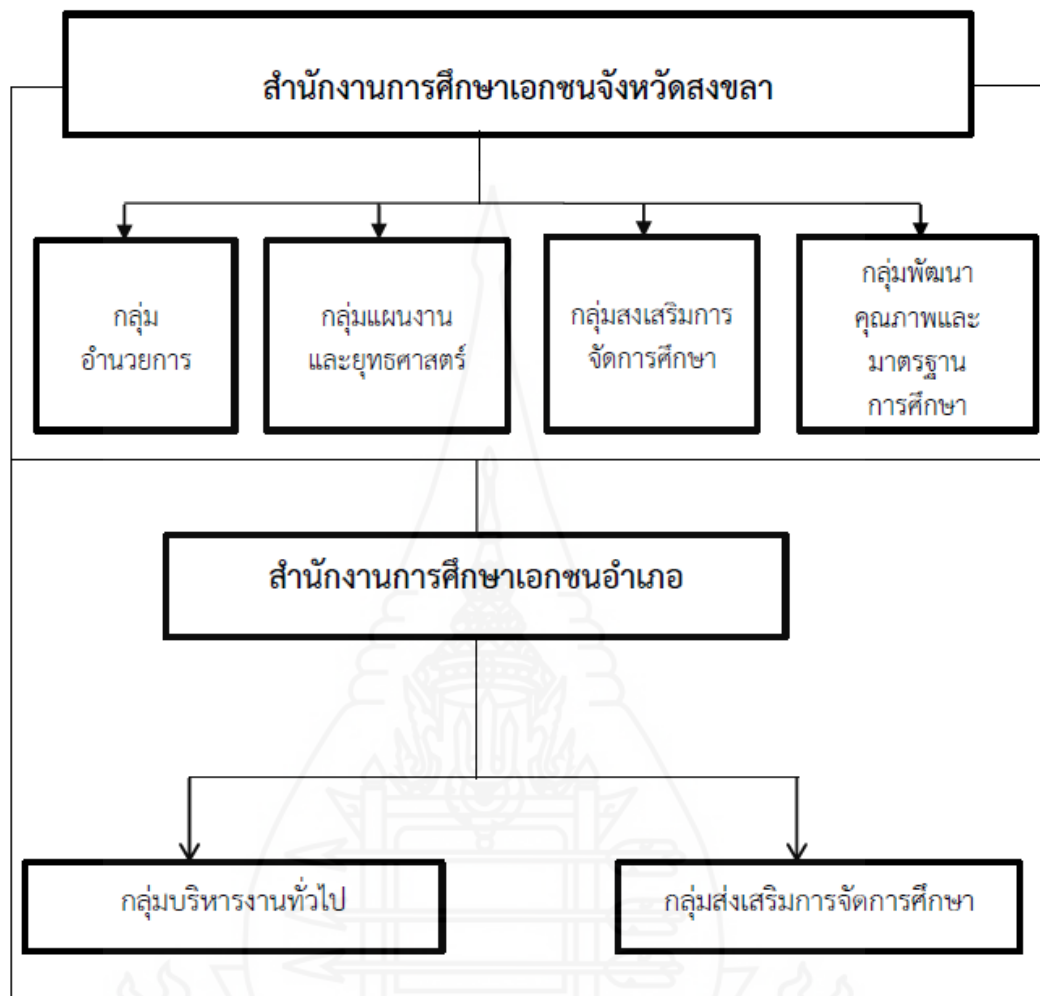 สำนักงานการศึกษาเอกชนจังหวัดสงขลา
กลุ่ม
อำนวยการ
กลุ่มแผนงาน
และยุทธศาสตร์
กลุ่มสงเสริมการ
จัดการศึกษา
กลุ่มพัฒนา
คุณภาพและ
มาตรฐาน
การศึกษา
สำนักงานการศึกษาเอกชนอำเภอ
กลุ่มบริหารงานทั่วไป
กลุ่มส่งเสริมการจัดการศึกษา